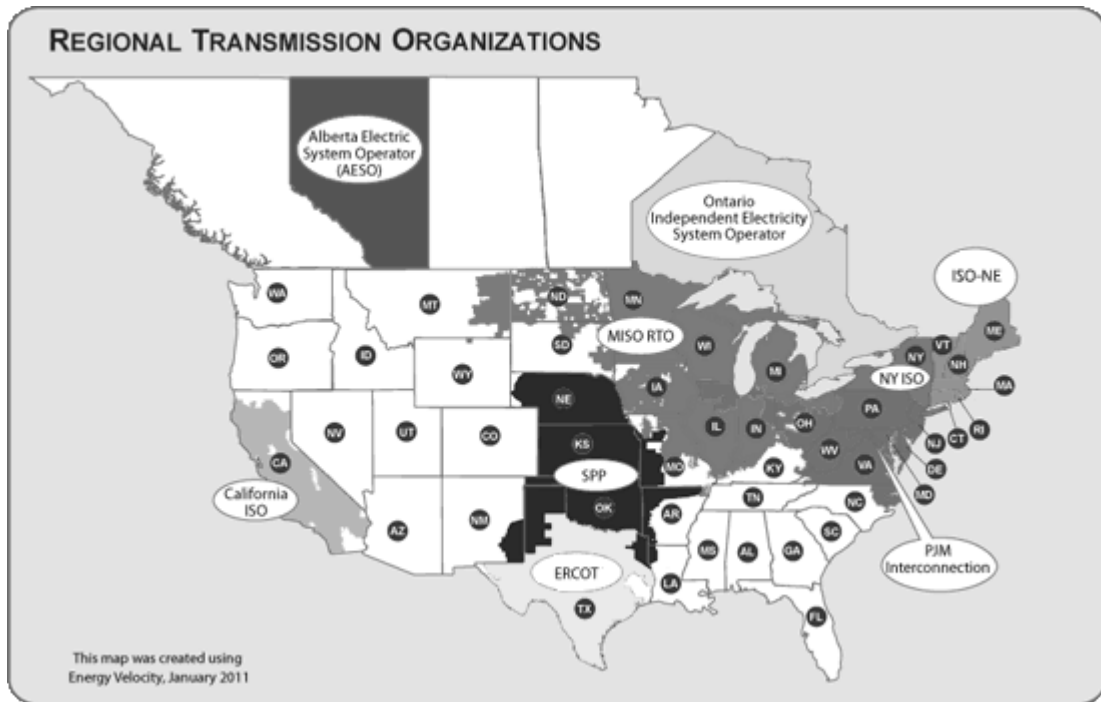 REGIONAL TRANSMISSION ORGANIZATIONS
Alberta Electric
System Operator
(AESO)
Ontario
Independent Electricity
System Operator
ISO-NE
WA
MT
ND
MN
MISO RTO
VT
ME
OR
ID
SD
WI
NY
NH
WY
MI
NY ISO
MA
IA
NE
PA
CA
NV
UT
CO
KS
IL
IN
OH
NJ
CT
RI
California
ISO
SPP
MO
KY
WV
VA
DE
MD
AZ
NM
OK
AR
TN
NC
SC
MS
AL
GA
PJM
Interconnection
ERCOT
LA
TX
FL
This map was created using
Energy Velocity, January 2011